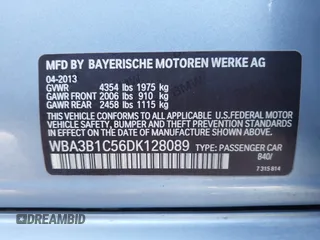 MFD BY BAYERISCHE MOTOREN WERKE AG
04-2013
GVWR 4354 lbs 1975 kg
GAWR FRONT 2006 lbs 910 kg
GAWR REAR 2458 lbs 1115 kg
THIS VEHICLE CONFORMS TO ALL APPLICABLE
U.S.FEDERAL MOTOR VEHICLE SAFETY, BUMPER,
AND THEFT PREVENTION STANDARDS IN EFFECT ON
THE DATE OF MANUFACTURE SHOWN ABOVE.
WBA3B1C56DK128089 TYPE: PASSENGER CAR
B40/
7 315 814
DREAMBID